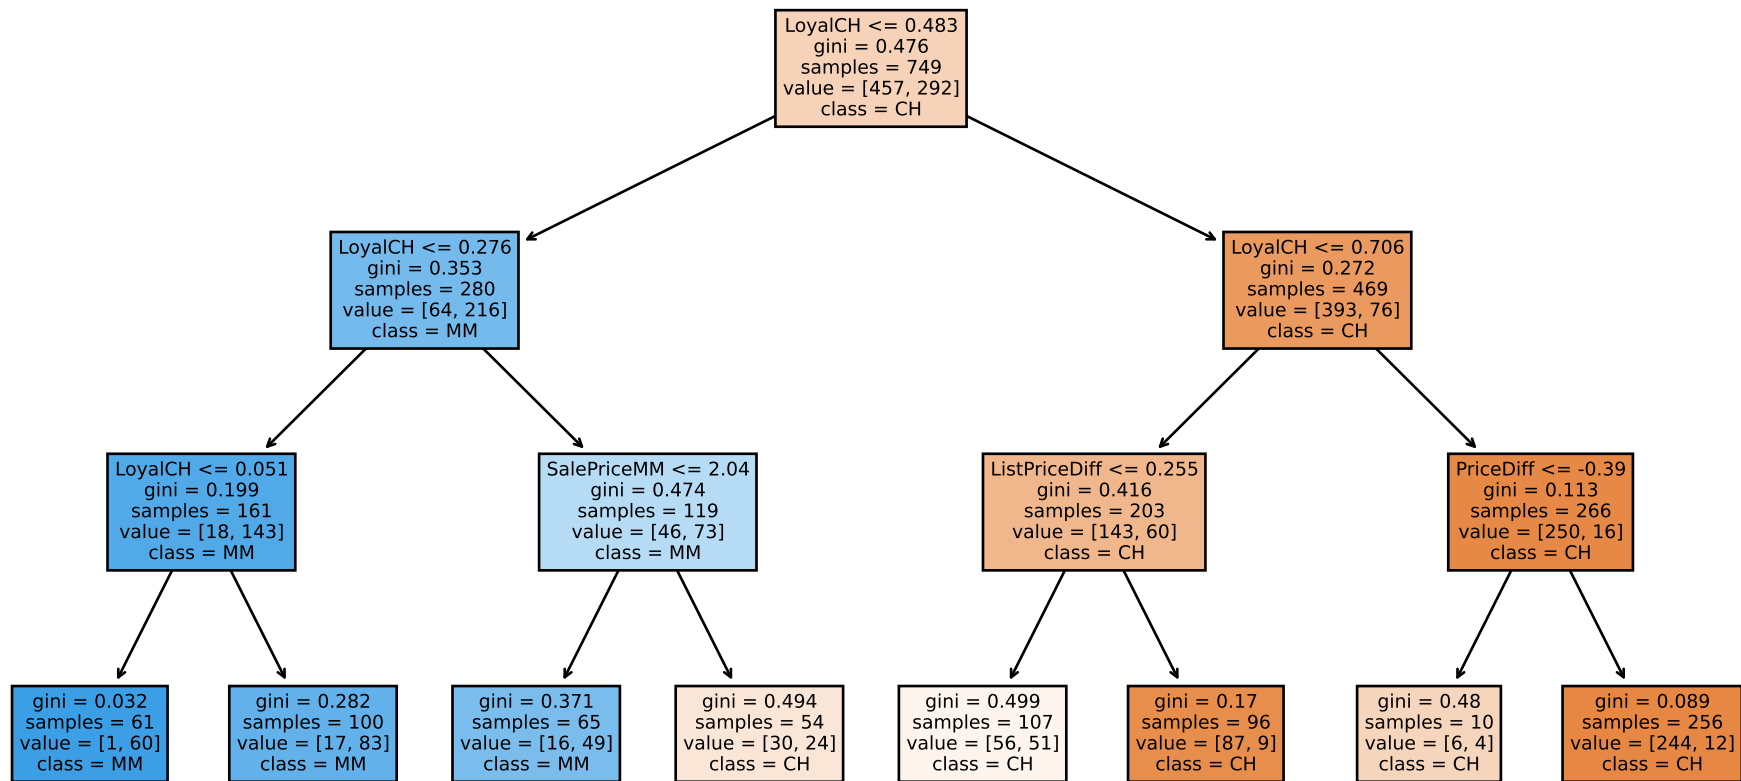 LoyalCH <= 0.483
gini = 0.476
samples = 749
value = [457, 292]
class = CH
LoyalCH <= 0.276
gini = 0.353
samples = 280
value = [64, 216]
class = MM
LoyalCH <= 0.706
gini = 0.272
samples = 469
value = [393, 76]
class = CH
LoyalCH <= 0.051
gini = 0.199
samples = 161
value = [18, 143]
class = MM
SalePriceMM <= 2.04
gini = 0.474
samples = 119
value = [46, 73]
class = MM
ListPriceDiff <= 0.255
gini = 0.416
samples = 203
value = [143, 60]
class = CH
PriceDiff <= -0.39
gini = 0.113
samples = 266
value = [250, 16]
class = CH
gini = 0.032
samples = 61
value = [1, 60]
class = MM
gini = 0.282
samples = 100
value = [17, 83]
class = MM
gini = 0.371
samples = 65
value = [16, 49]
class = MM
gini = 0.494
samples = 54
value = [30, 24]
class = CH
gini = 0.499
samples = 107
value = [56, 51]
class = CH
gini = 0.17
samples = 96
value = [87, 9]
class = CH
gini = 0.48
samples = 10
value = [6, 4]
class = CH
gini = 0.089
samples = 256
value = [244, 12]
class = CH